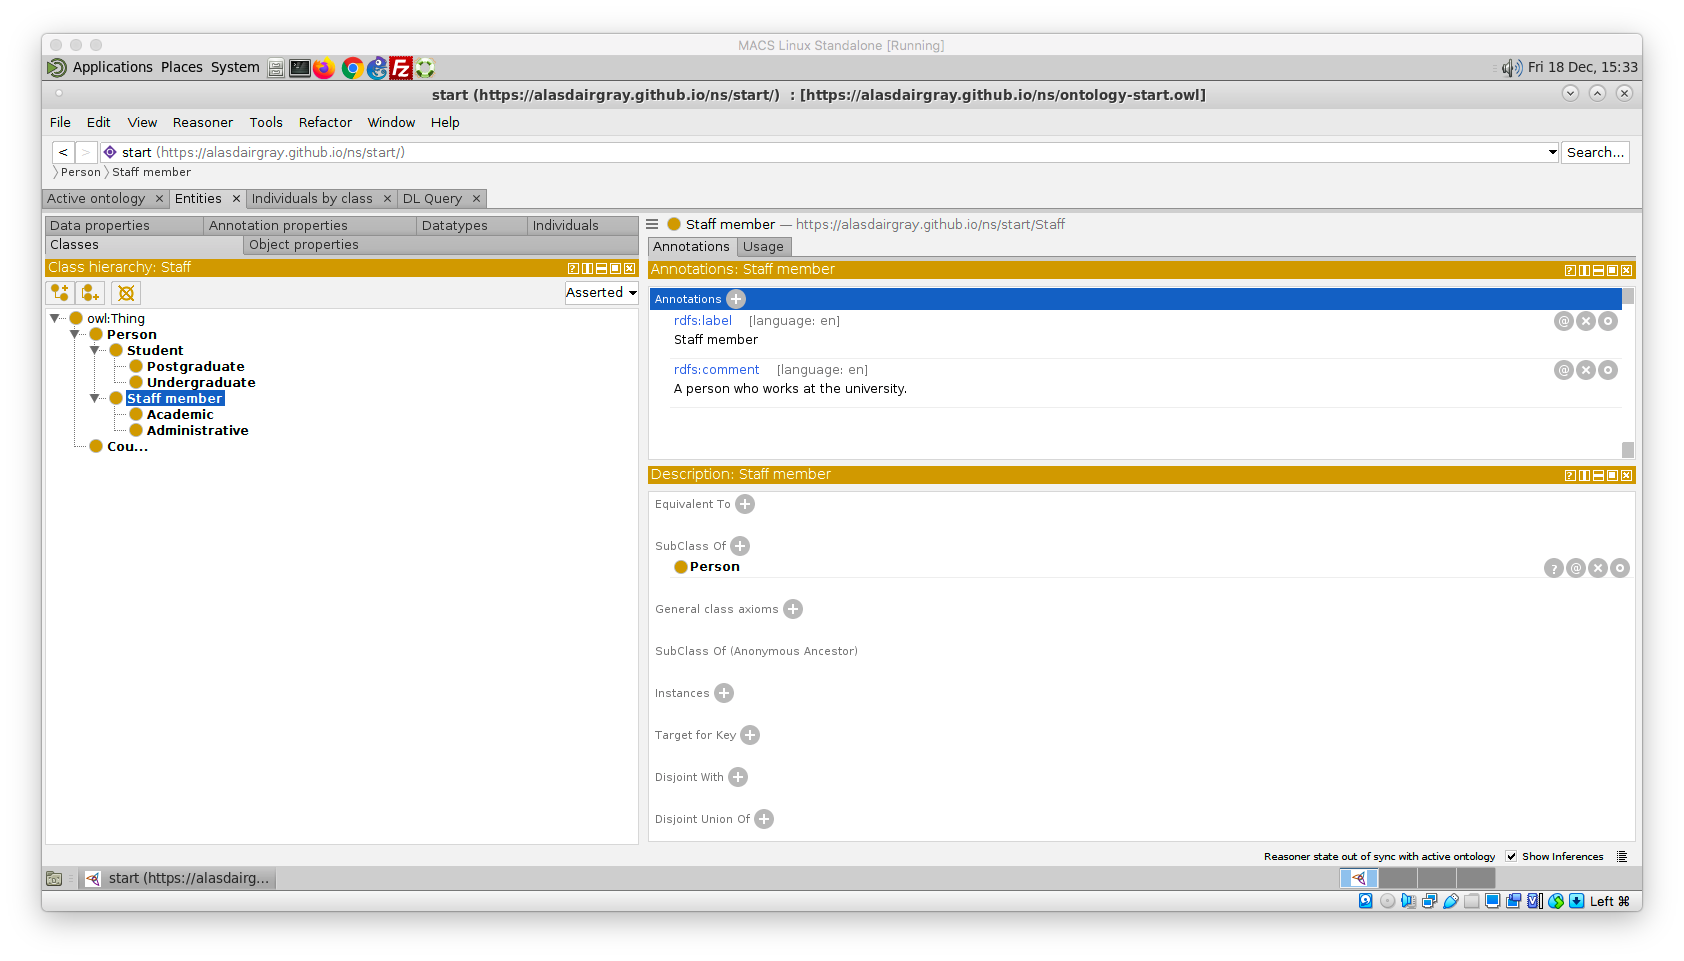 MACS Linux Standalone [Running]
Applications Places System
Fri 18 Dec, 15:33
start (https://alasdairgray.github.io/ns/start/) : [https://alasdairgray.github.io/ns/ontology-start.owl]
File Edit View Reasoner Tools Refactor Window Help
< > start (https://alasdairgray.github.io/ns/start/) Search...
Person Staff member
Active ontology × Entities × Individuals by class × DL Query ×
Data properties Annotation properties Datatypes Individuals
Classes Object properties
Class hierarchy: Staff
Asserted
owl:Thing
Person
Student
Postgraduate
Undergraduate
Staff member
Academic
Administrative
Cou...
Staff member — https://alasdairgray.github.io/ns/start/Staff
Annotations Usage
Annotations: Staff member
Annotations
rdfs:label [language: en]
Staff member
rdfs:comment [language: en]
A person who works at the university.
Description: Staff member
Equivalent To
SubClass Of
Person
General class axioms
SubClass Of (Anonymous Ancestor)
Instances
Target for Key
Disjoint With
Disjoint Union Of
Reasoner state out of sync with active ontology Show Inferences
start (https://alasdairg...
Left ⌘